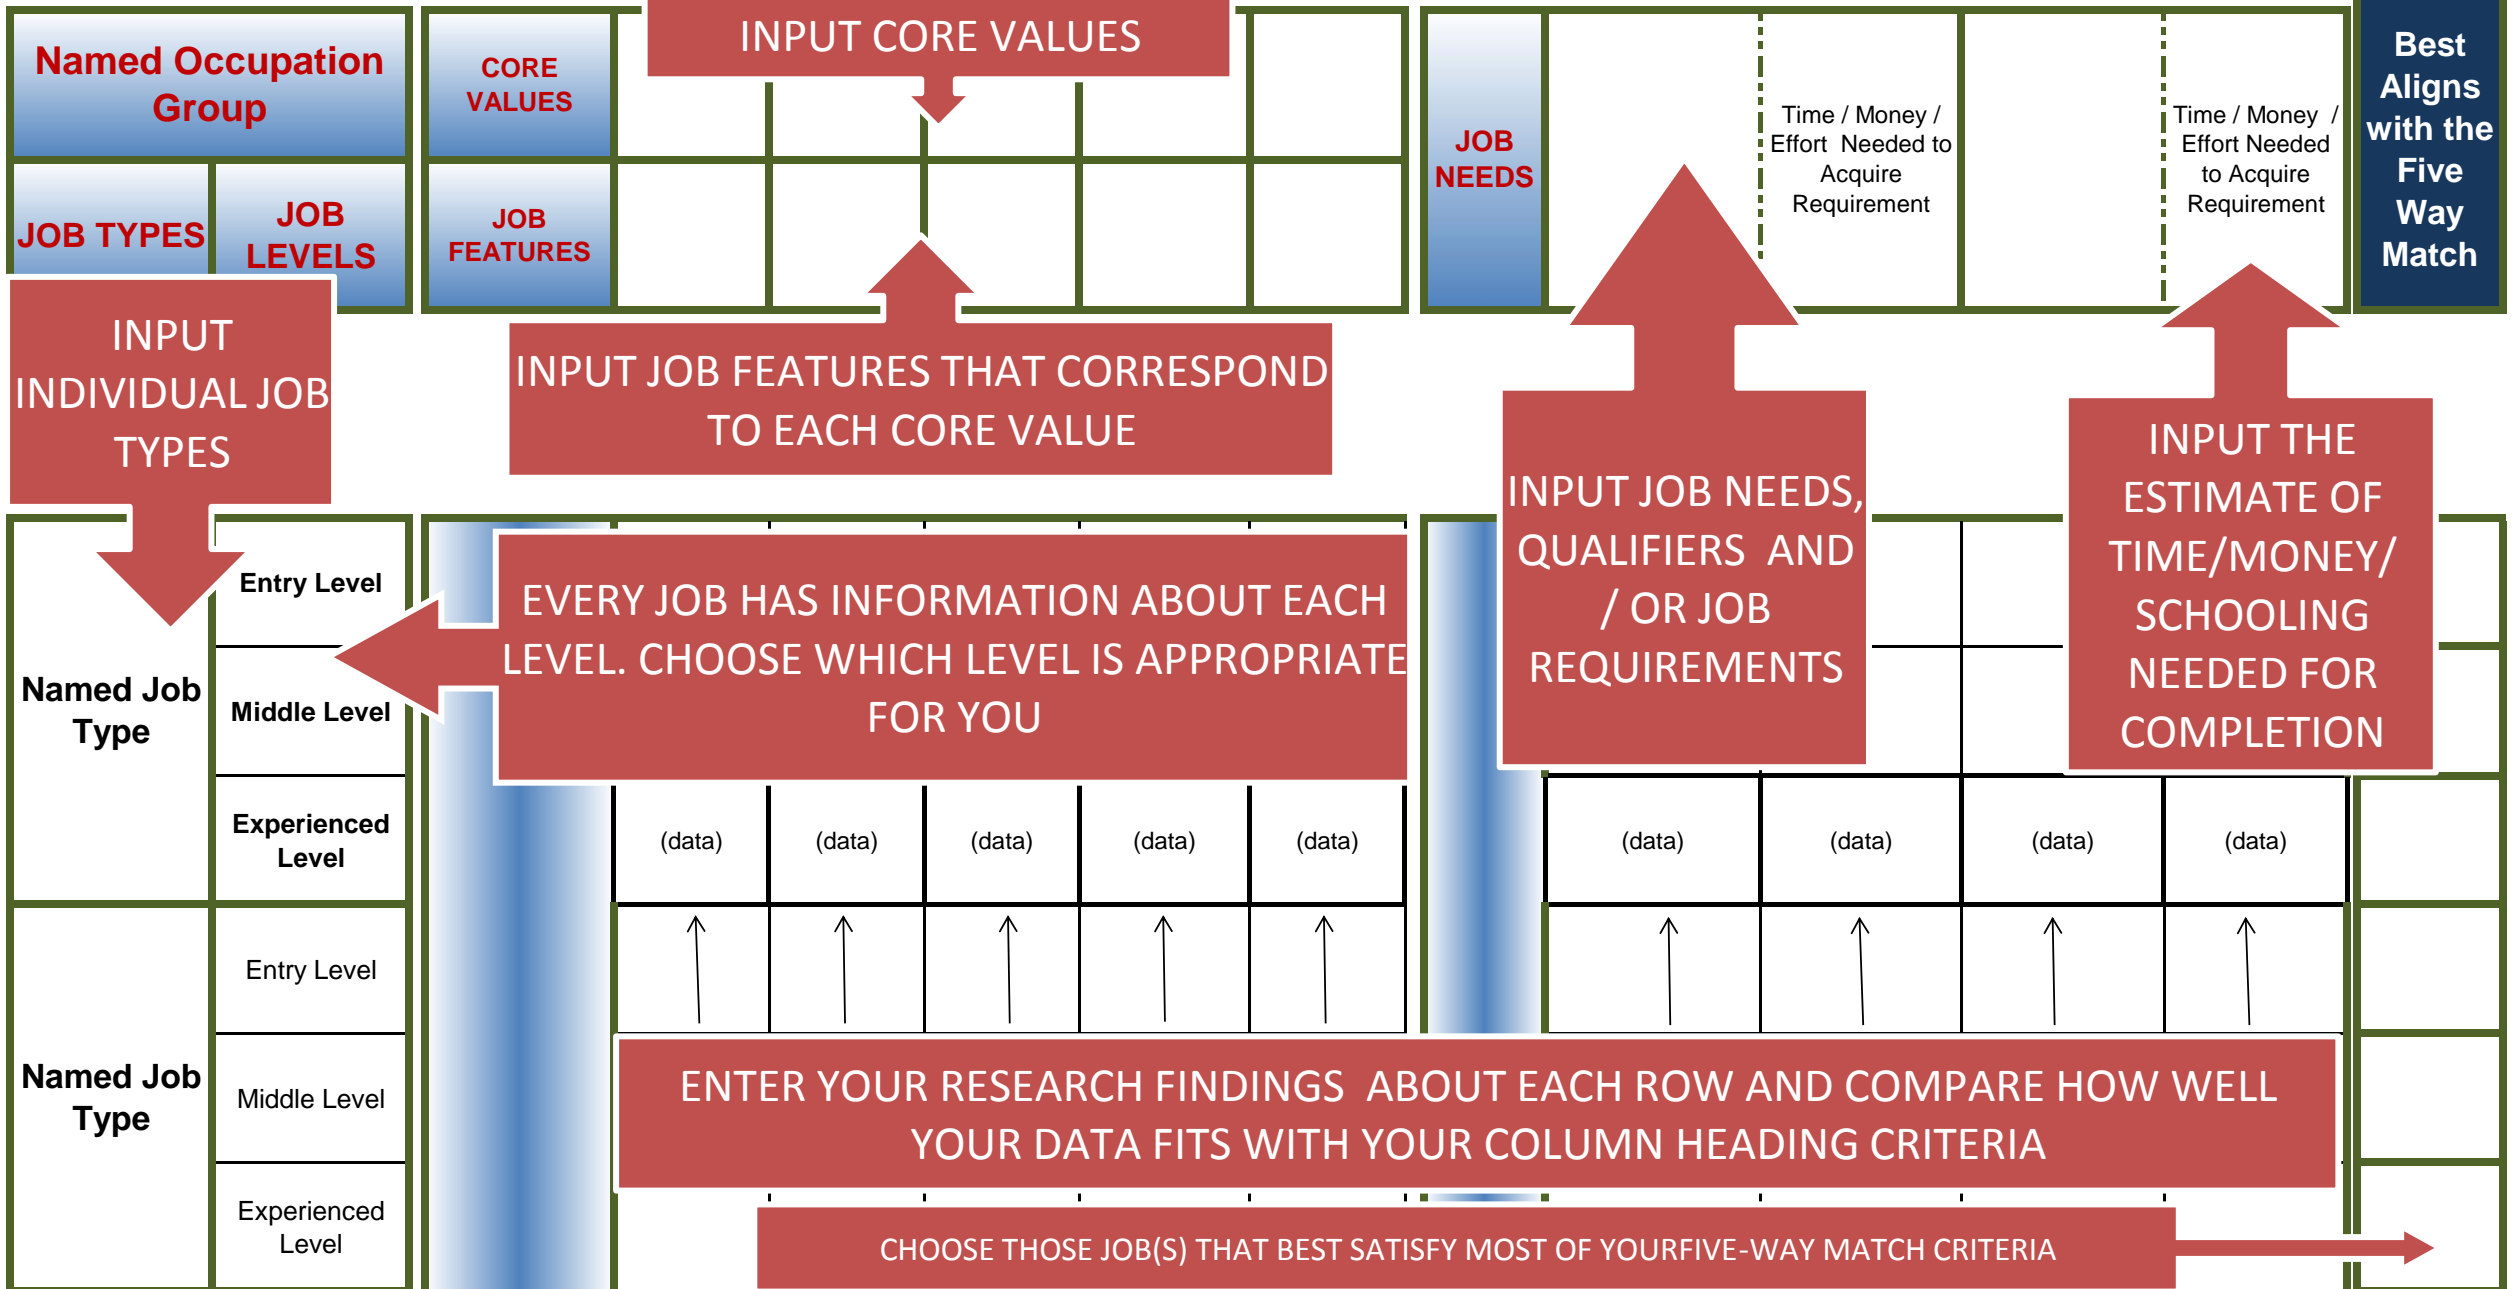 INPUT CORE VALUES
Named Occupation
Group
CORE
VALUES
JOB TYPES
JOB
LEVELS
JOB
FEATURES
JOB
NEEDS
Time / Money /
Effort Needed to
Acquire
Requirement
Time / Money /
Effort Needed
to Acquire
Requirement
Best
Aligns
with the
Five
Way
Match
INPUT
INDIVIDUAL JOB
TYPES
INPUT JOB FEATURES THAT CORRESPOND
TO EACH CORE VALUE
INPUT JOB NEEDS,
QUALIFIERS AND
/ OR JOB
REQUIREMENTS
INPUT THE
ESTIMATE OF
TIME/MONEY/
SCHOOLING
NEEDED FOR
COMPLETION
Named Job
Type
Entry Level
Middle Level
Experienced
Level
EVERY JOB HAS INFORMATION ABOUT EACH
LEVEL. CHOOSE WHICH LEVEL IS APPROPRIATE
FOR YOU
(data) (data) (data) (data) (data) (data) (data) (data) (data)
Named Job
Type
Entry Level
Middle Level
Experienced
Level
ENTER YOUR RESEARCH FINDINGS ABOUT EACH ROW AND COMPARE HOW WELL
YOUR DATA FITS WITH YOUR COLUMN HEADING CRITERIA
CHOOSE THOSE JOB(S) THAT BEST SATISFY MOST OF YOURFIVE-WAY MATCH CRITERIA